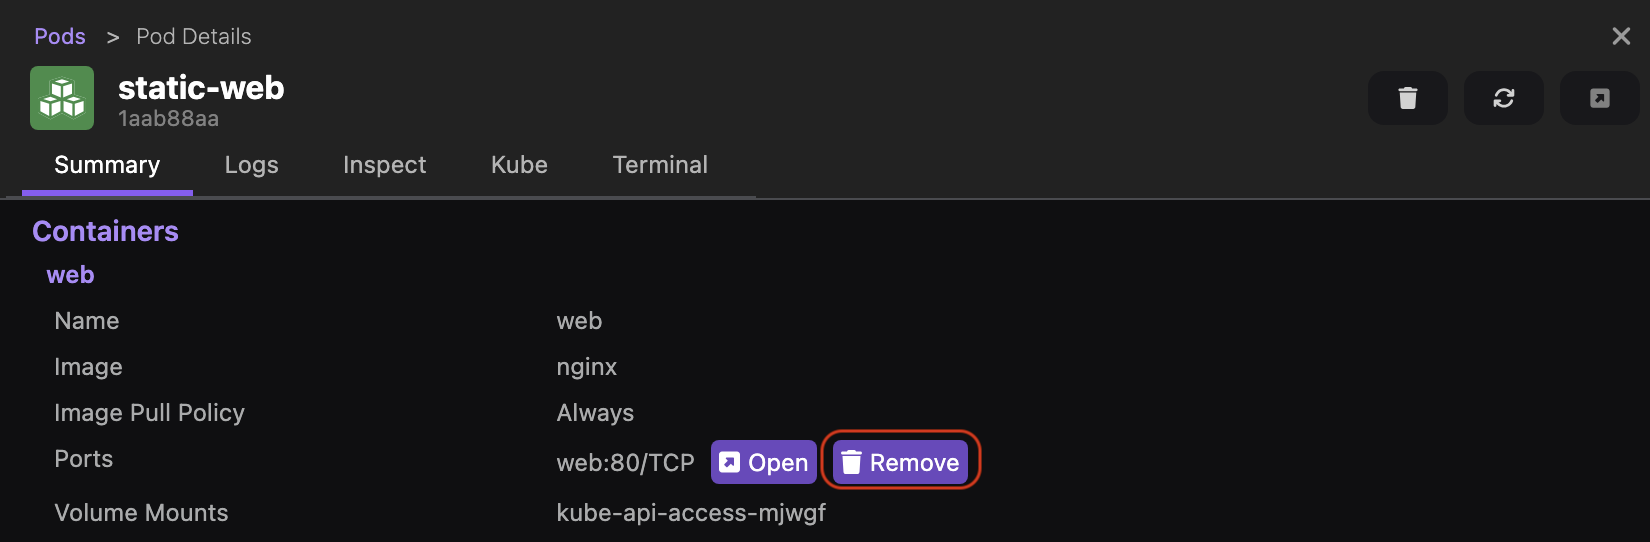 Pods > Pod Details
static-web
1aab88aa
Summary Logs Inspect Kube Terminal
Containers
web
Name web
Image nginx
Image Pull Policy Always
Ports web:80/TCP Open Remove
Volume Mounts kube-api-access-mjwgf